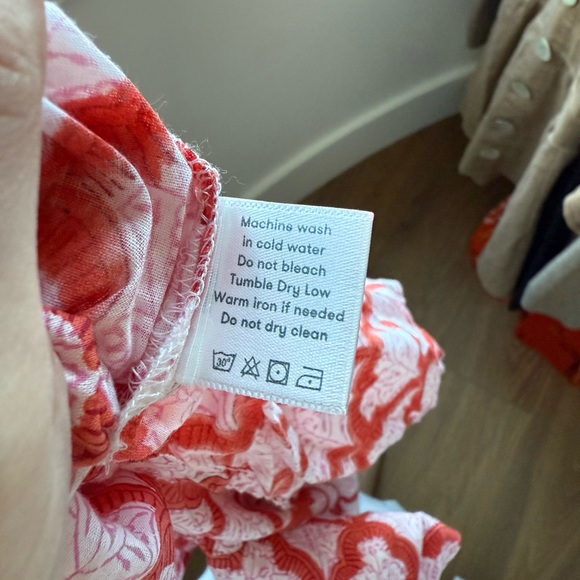 Machine wash
in cold water
Do not bleach
Tumble Dry Low
Warm iron if needed
Do not dry clean
30°